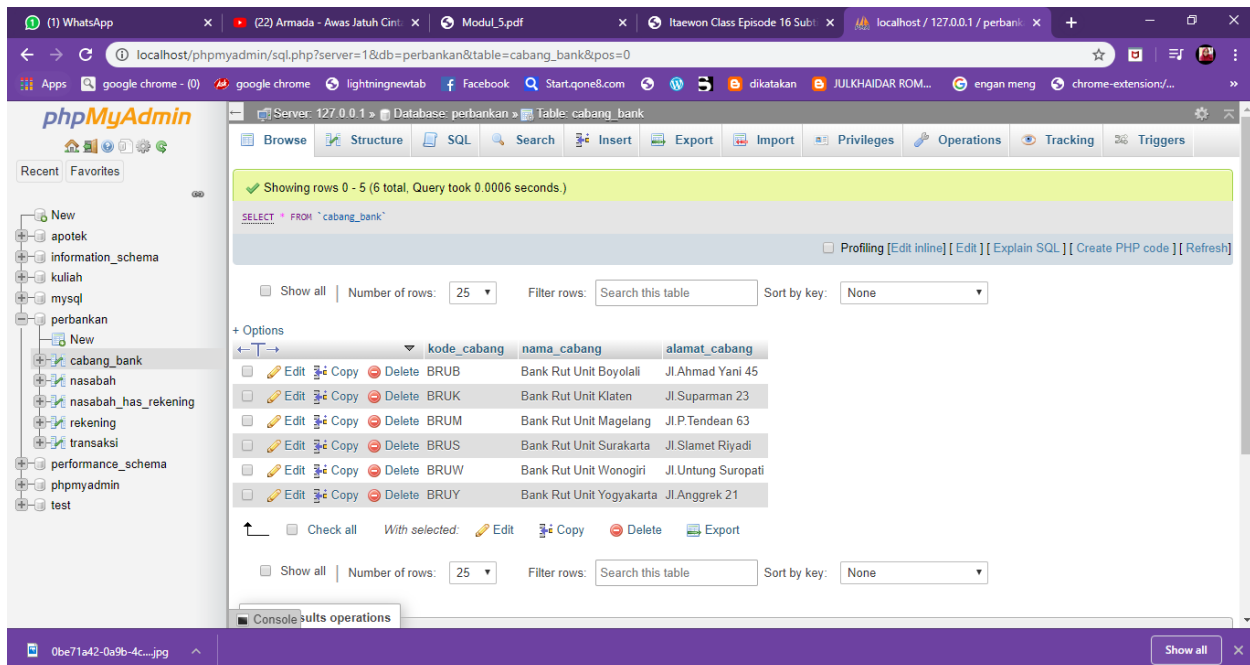 (1) WhatsApp
(22) Armada - Awas Jatuh Cint
Modul_5.pdf
Itaewon Class Episode 16 Subt
localhost / 127.0.0.1 / perbank
localhost/phpmyadmin/sql.php?server=1&db=perbankan&table=cabang_bank&pos=0
Apps google chrome - (0) google chrome lightningnewtab Facebook Start.qone8.com dikatakan JULKHAIDAR ROM... engan meng chrome-extension:/... »
phpMyAdmin
Recent Favorites
New
apotek
information_schema
kuliah
mysql
perbankan
New
cabang_bank
nasabah
nasabah_has_rekening
rekening
transaksi
performance_schema
phpmyadmin
test
Server: 127.0.0.1 » Database: perbankan » Table: cabang_bank
Browse Structure SQL Search Insert Export Import Privileges Operations Tracking Triggers
Showing rows 0 - 5 (6 total, Query took 0.0006 seconds.)
SELECT * FROM `cabang_bank`
Profiling [Edit inline] [ Edit ] [ Explain SQL ] [ Create PHP code ] [ Refresh]
Show all | Number of rows: 25 Filter rows: Search this table Sort by key: None
+ Options
←T→ kode_cabang nama_cabang alamat_cabang
Edit Copy Delete BRUB Bank Rut Unit Boyolali Jl.Ahmad Yani 45
Edit Copy Delete BRUK Bank Rut Unit Klaten Jl.Suparman 23
Edit Copy Delete BRUM Bank Rut Unit Magelang Jl.P.Tendean 63
Edit Copy Delete BRUS Bank Rut Unit Surakarta Jl.Slamet Riyadi
Edit Copy Delete BRUW Bank Rut Unit Wonogiri Jl.Untung Suropati
Edit Copy Delete BRUY Bank Rut Unit Yogyakarta Jl.Anggrek 21
Check all With selected: Edit Copy Delete Export
Show all | Number of rows: 25 Filter rows: Search this table Sort by key: None
Console sults operations
0be71a42-0a9b-4c....jpg
Show all